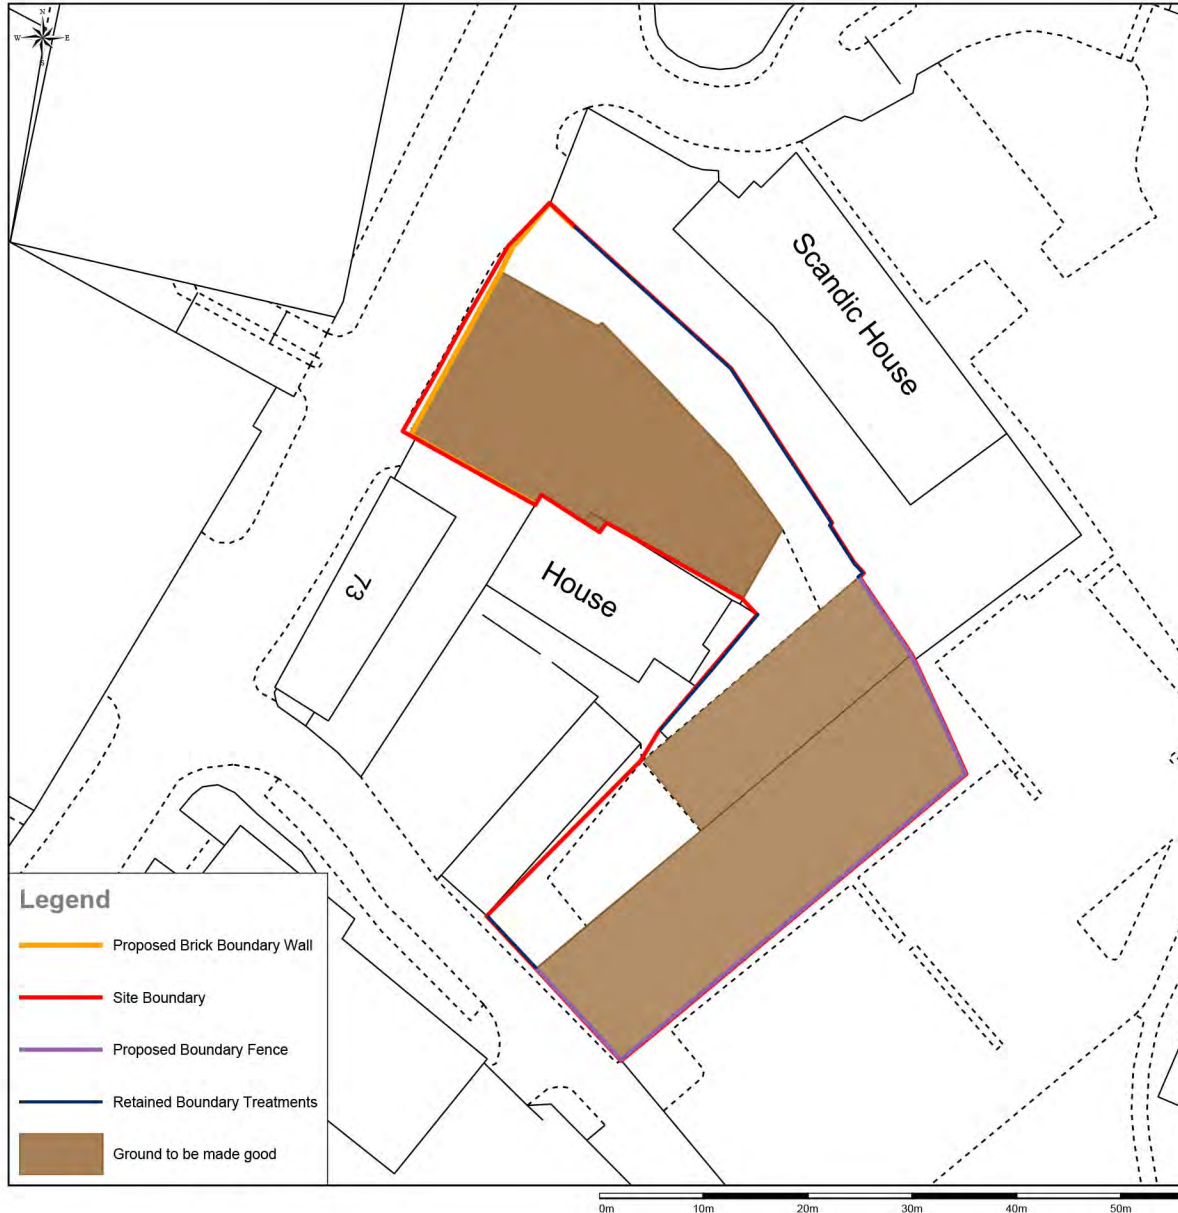 N
W E
S
Scandic House
House
73
Legend
Proposed Brick Boundary Wall
Site Boundary
Proposed Boundary Fence
Retained Boundary Treatments
Ground to be made good
0m 10m 20m 30m 40m 50m